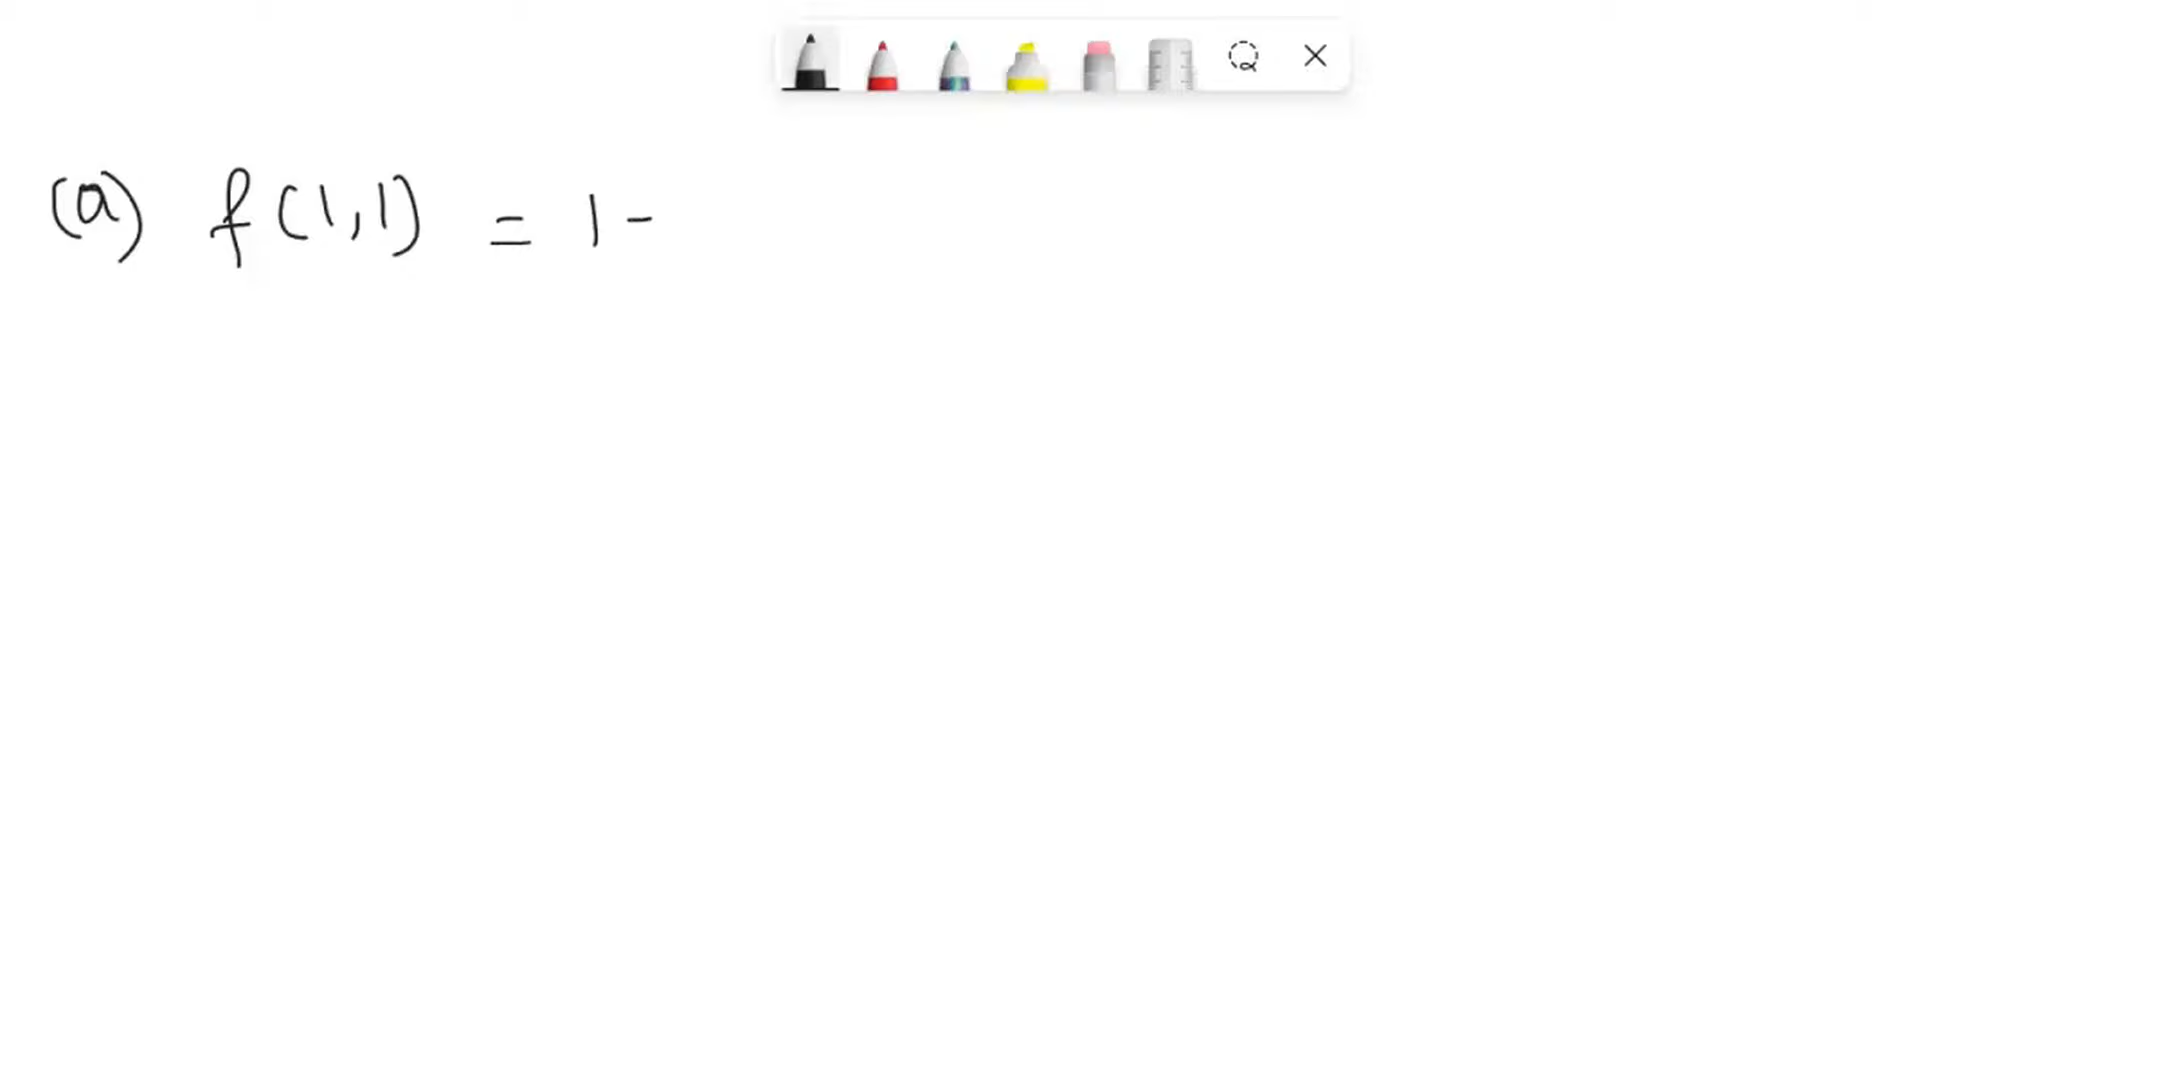 (a) f(1,1) = 1 -